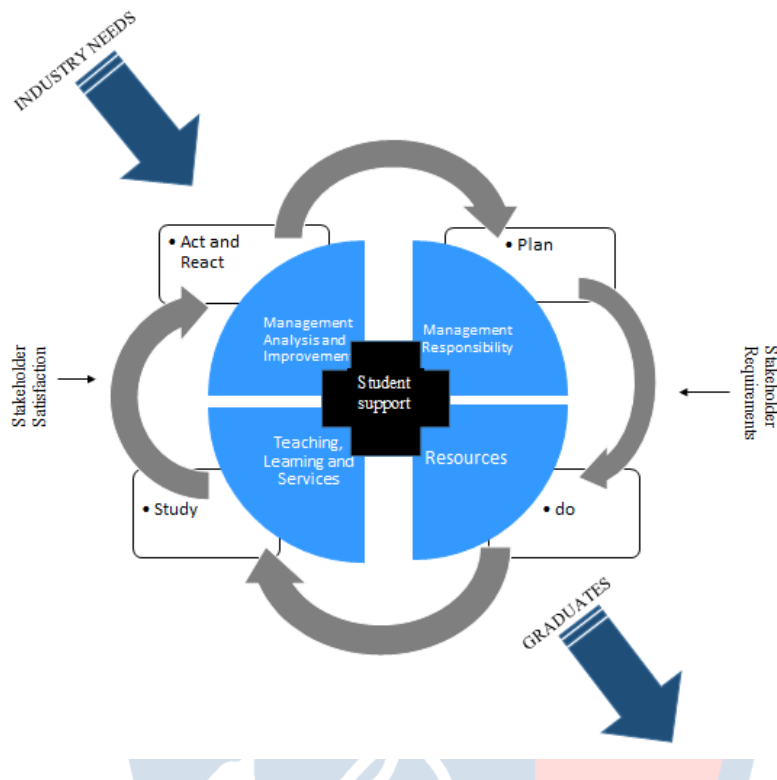 INDUSTRY NEEDS
• Act and
React
• Plan
Management
Analysis and
Improvement
Management
Responsibility
Student
support
Stakeholder
Satisfaction
Stakeholder
Requirements
Teaching,
Learning and
Services
Resources
• Study
• do
GRADUATES